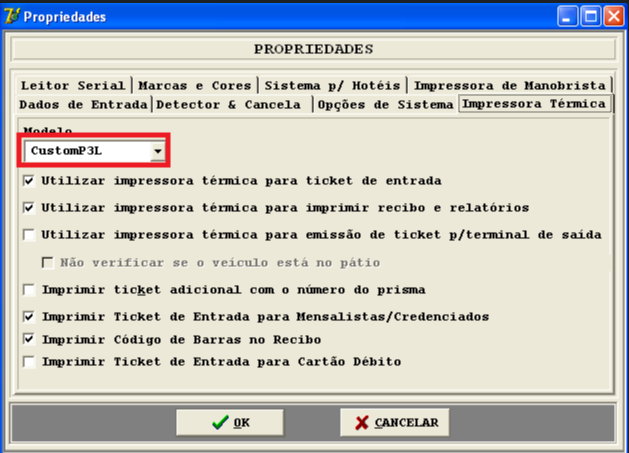 Propriedades
PROPRIEDADES
Leitor Serial Marcas e Cores Sistema p/ Hotéis Impressora de Manobrista
Dados de Entrada Detector & Cancela Opções de Sistema Impressora Térmica
Modelo
CustomP3L
Utilizar impressora térmica para ticket de entrada
Utilizar impressora térmica para imprimir recibo e relatórios
Utilizar impressora térmica para emissão de ticket p/terminal de saída
Não verificar se o veículo está no pátio
Imprimir ticket adicional com o número do prisma
Imprimir Ticket de Entrada para Mensalistas/Credenciados
Imprimir Código de Barras no Recibo
Imprimir Ticket de Entrada para Cartão Débito
OK CANCELAR